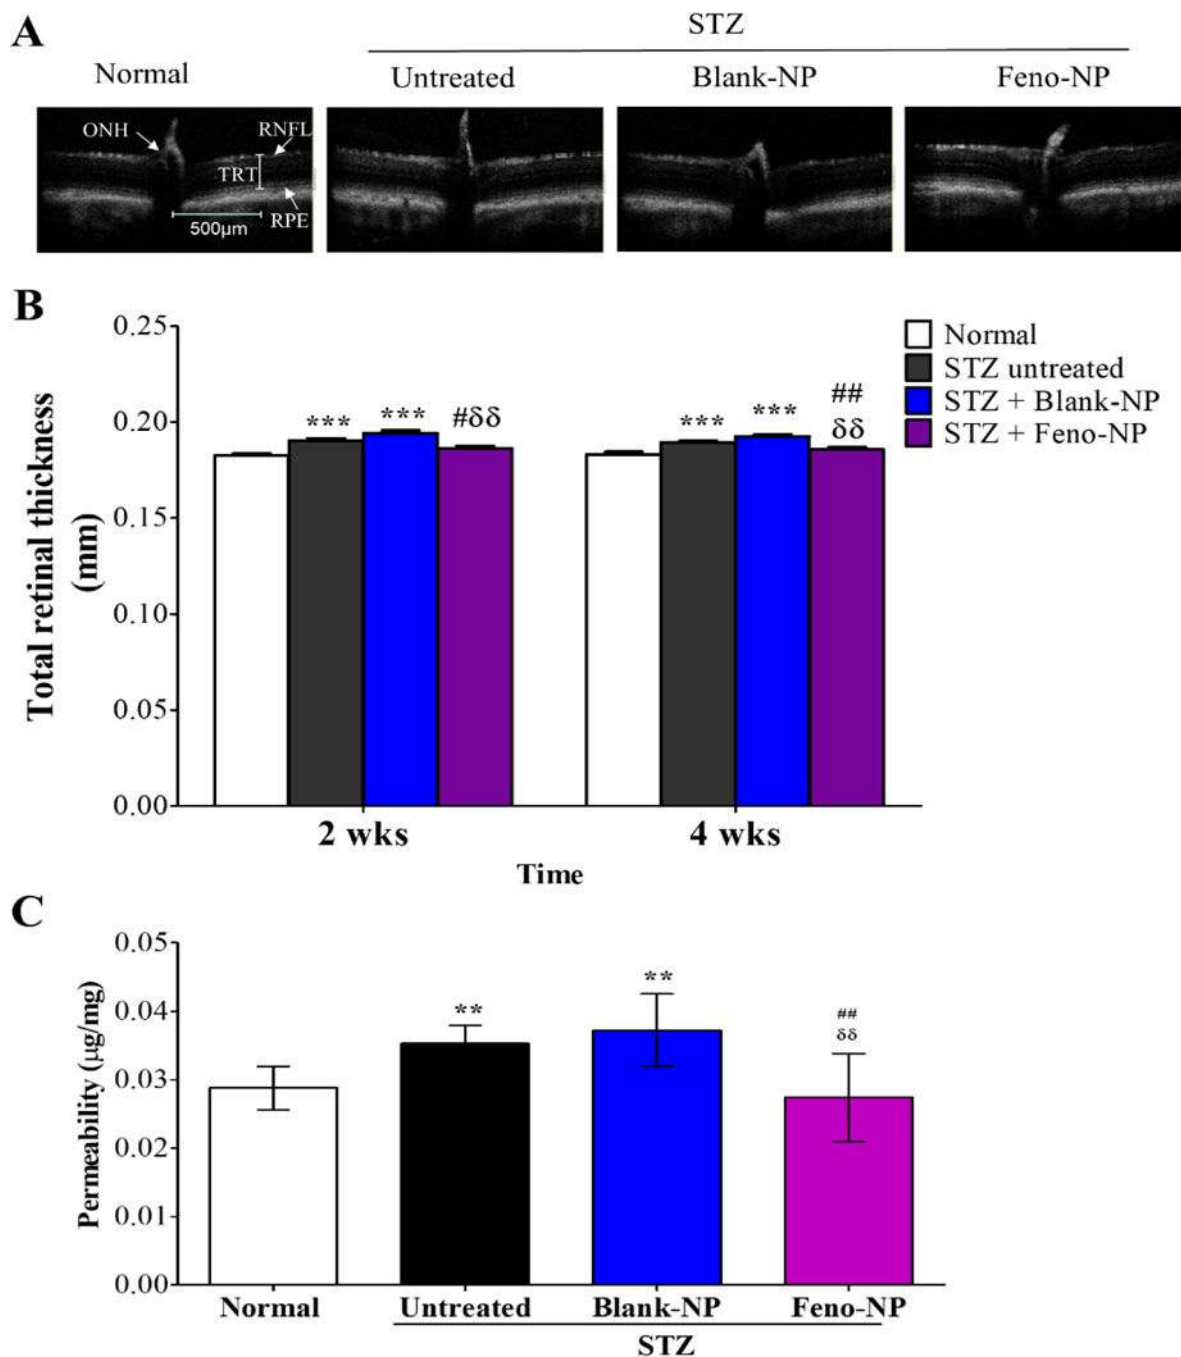 A
STZ
Normal
Untreated
Blank-NP
Feno-NP
ONH
RNFL
TRT
RPE
500µm
B
Total retinal thickness
(mm)
0.25
0.20
0.15
0.10
0.05
0.00
***
***
#δδ
***
***
##
δδ
2 wks
4 wks
Time
Normal
STZ untreated
STZ + Blank-NP
STZ + Feno-NP
C
Permeability (µg/mg)
0.05
0.04
0.03
0.02
0.01
0.00
**
**
##
δδ
Normal
Untreated
Blank-NP
Feno-NP
STZ